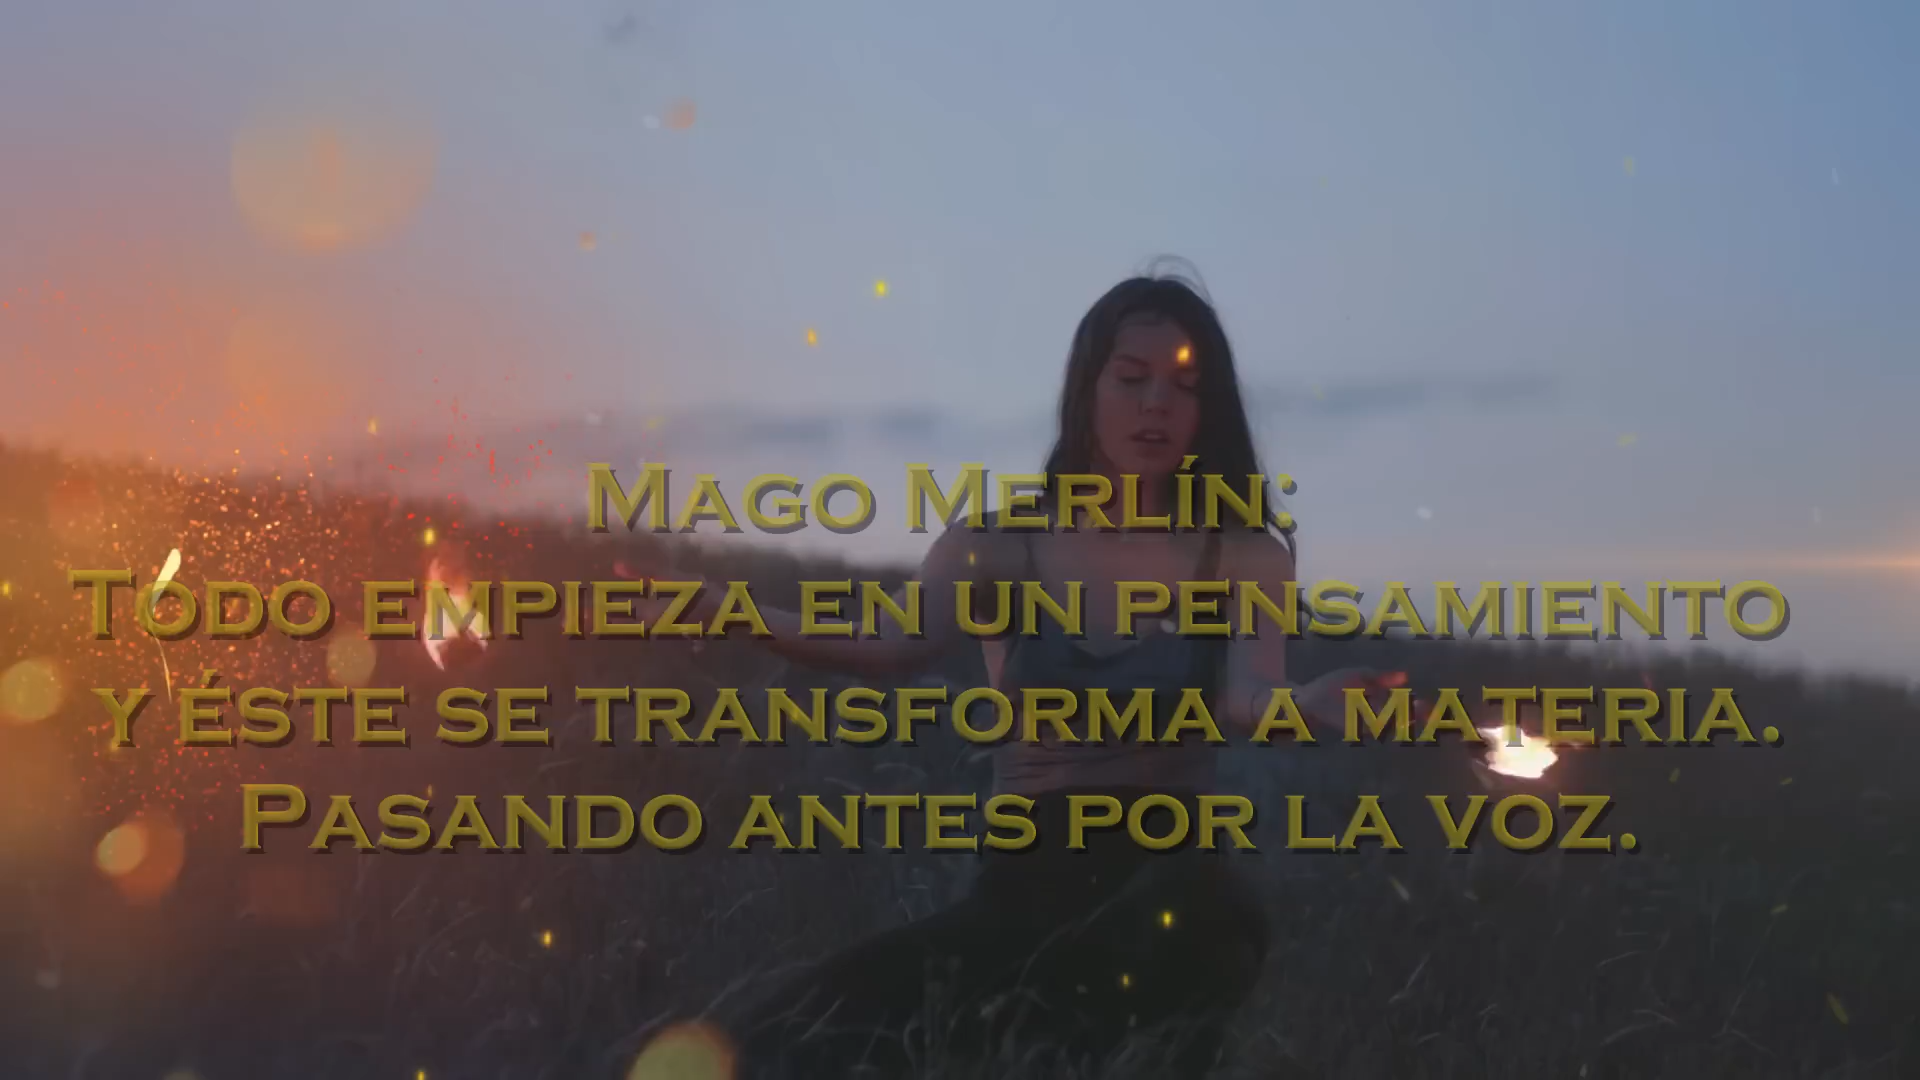 Mago Merlín:
Todo empieza en un pensamiento
y éste se transforma a materia.
Pasando antes por la voz.